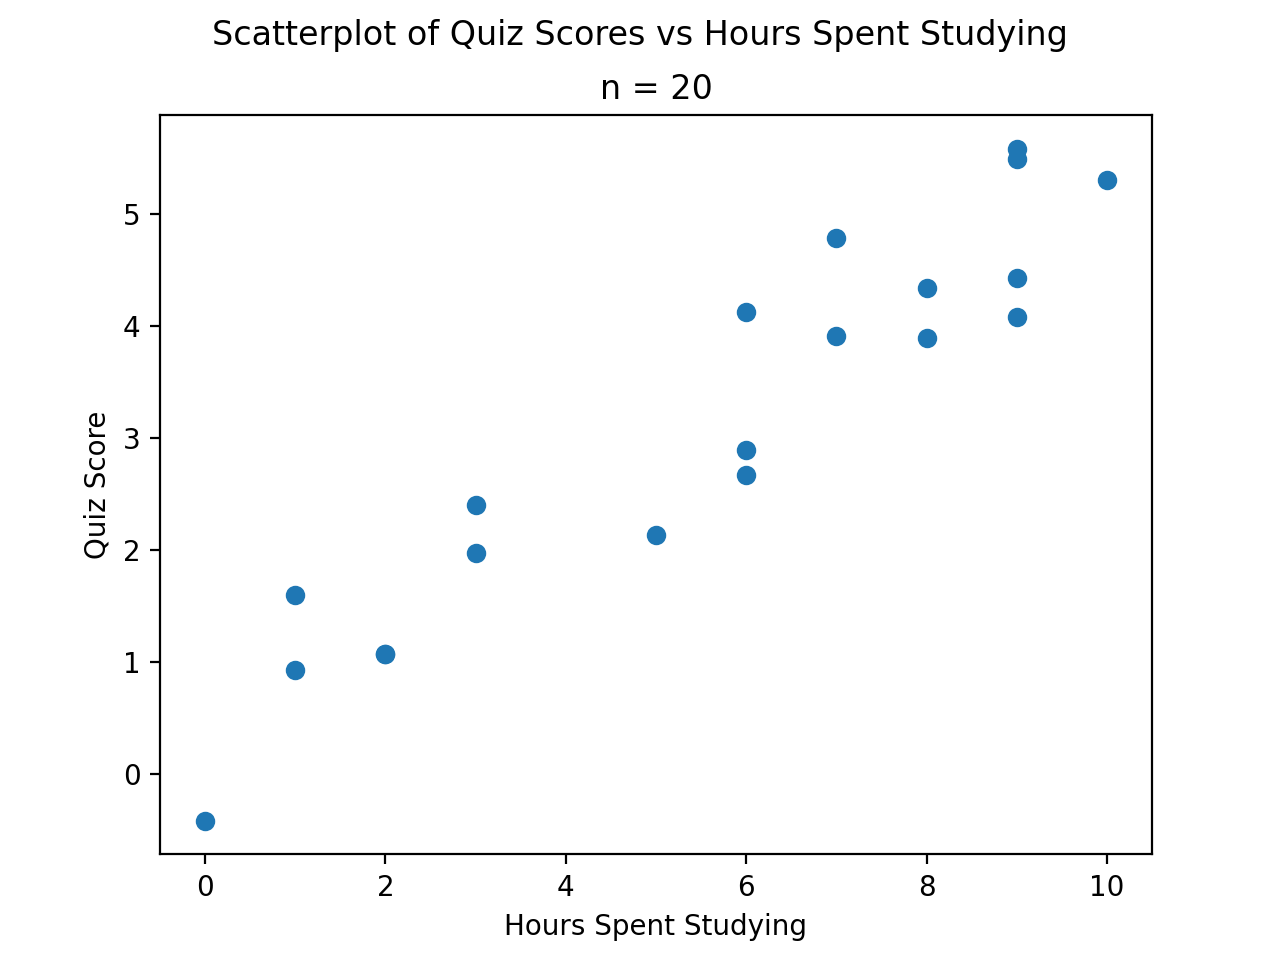 Scatterplot of Quiz Scores vs Hours Spent Studying
n = 20
5
4
3
2
1
0
Quiz Score
0 2 4 6 8 10
Hours Spent Studying